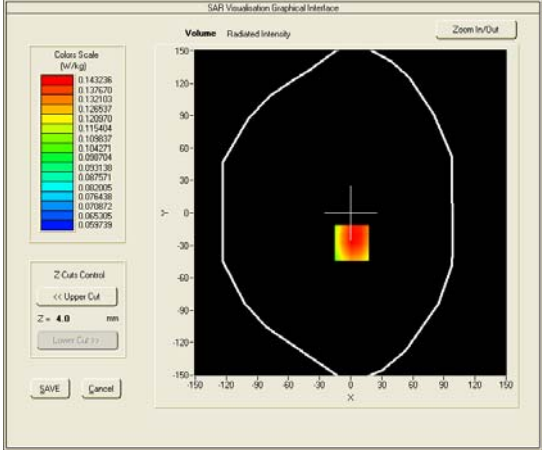 SAR Visualisation Graphical Interface
Volume Radiated Intensity
Zoom In/Out
Colors Scale
(W/kg)
0.143236
0.137670
0.132103
0.126537
0.120970
0.115404
0.109837
0.104271
0.098704
0.093138
0.087571
0.082005
0.076438
0.070872
0.065305
0.059739
Z Cuts Control
<< Upper Cut
Z = 4.0 mm
Lower Cut >>
SAVE Cancel
150
120
90
60
30
0
-30
-60
-90
-120
-150
Y
-150 -120 -90 -60 -30 0 30 60 90 120 150
X